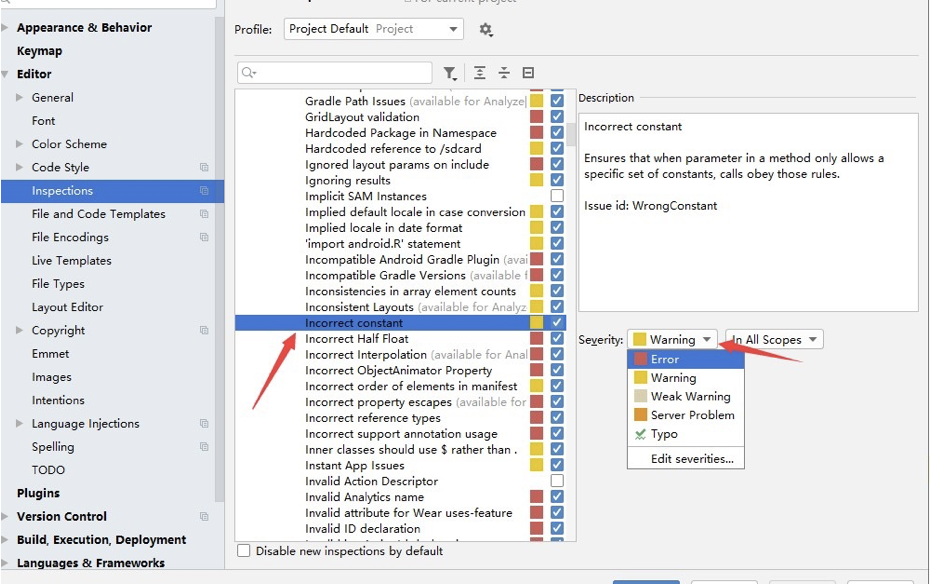 For current project
Appearance & Behavior
Keymap
Editor
General
Font
Color Scheme
Code Style
Inspections
File and Code Templates
File Encodings
Live Templates
File Types
Layout Editor
Copyright
Emmet
Images
Intentions
Language Injections
Spelling
TODO
Plugins
Version Control
Build, Execution, Deployment
Languages & Frameworks
Profile: Project Default Project
Gradle Path Issues (available for Analyze
GridLayout validation
Hardcoded Package in Namespace
Hardcoded reference to /sdcard
Ignored layout params on include
Ignoring results
Implicit SAM Instances
Implied default locale in case conversion
Implied locale in date format
'import android.R' statement
Incompatible Android Gradle Plugin (avai
Incompatible Gradle Versions (available f
Inconsistencies in array element counts
Inconsistent Layouts (available for Analyz
Incorrect constant
Incorrect Half Float
Incorrect Interpolation (available for Anal
Incorrect ObjectAnimator Property
Incorrect order of elements in manifest
Incorrect property escapes (available for
Incorrect reference types
Incorrect support annotation usage
Inner classes should use $ rather than .
Instant App Issues
Invalid Action Descriptor
Invalid Analytics name
Invalid attribute for Wear uses-feature
Invalid ID declaration
Disable new inspections by default
Description
Incorrect constant
Ensures that when parameter in a method only allows a
specific set of constants, calls obey those rules.
Issue id: WrongConstant
Severity: Warning In All Scopes
Error
Warning
Weak Warning
Server Problem
Typo
Edit severities...